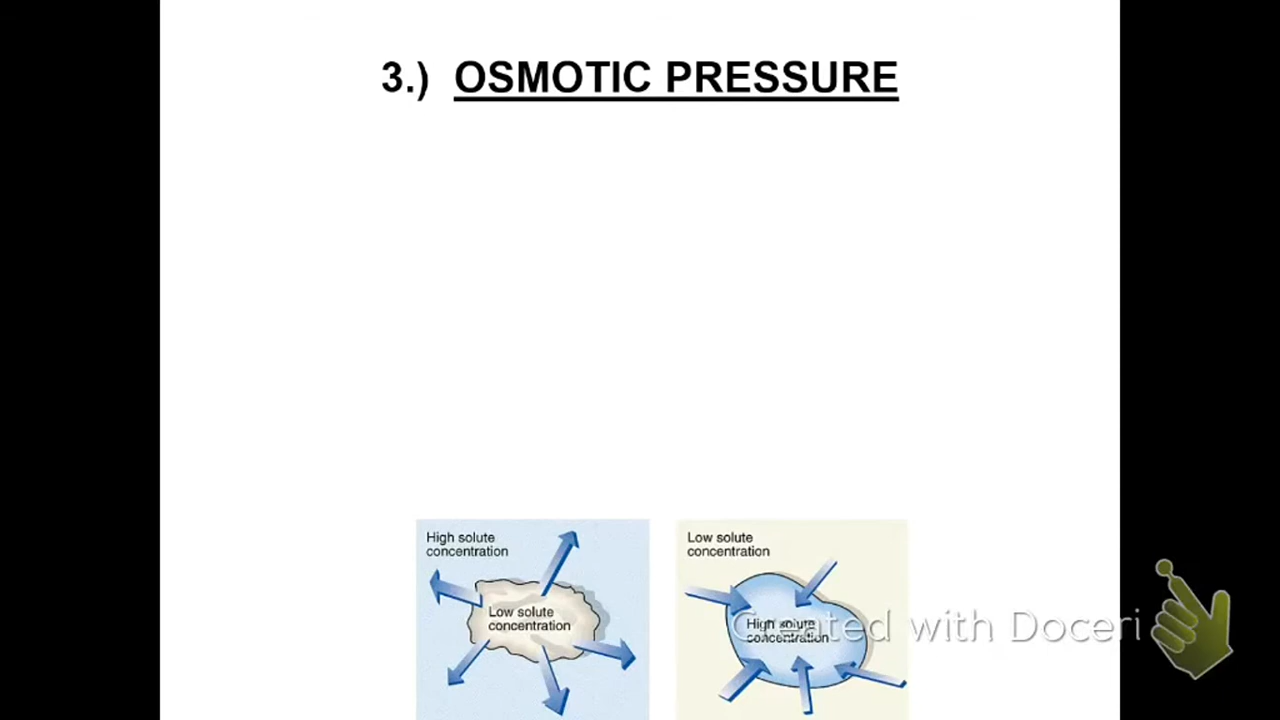 3.) OSMOTIC PRESSURE
High solute
concentration
Low solute
concentration
Low solute
concentration
High solute
concentration
Created with Doceri